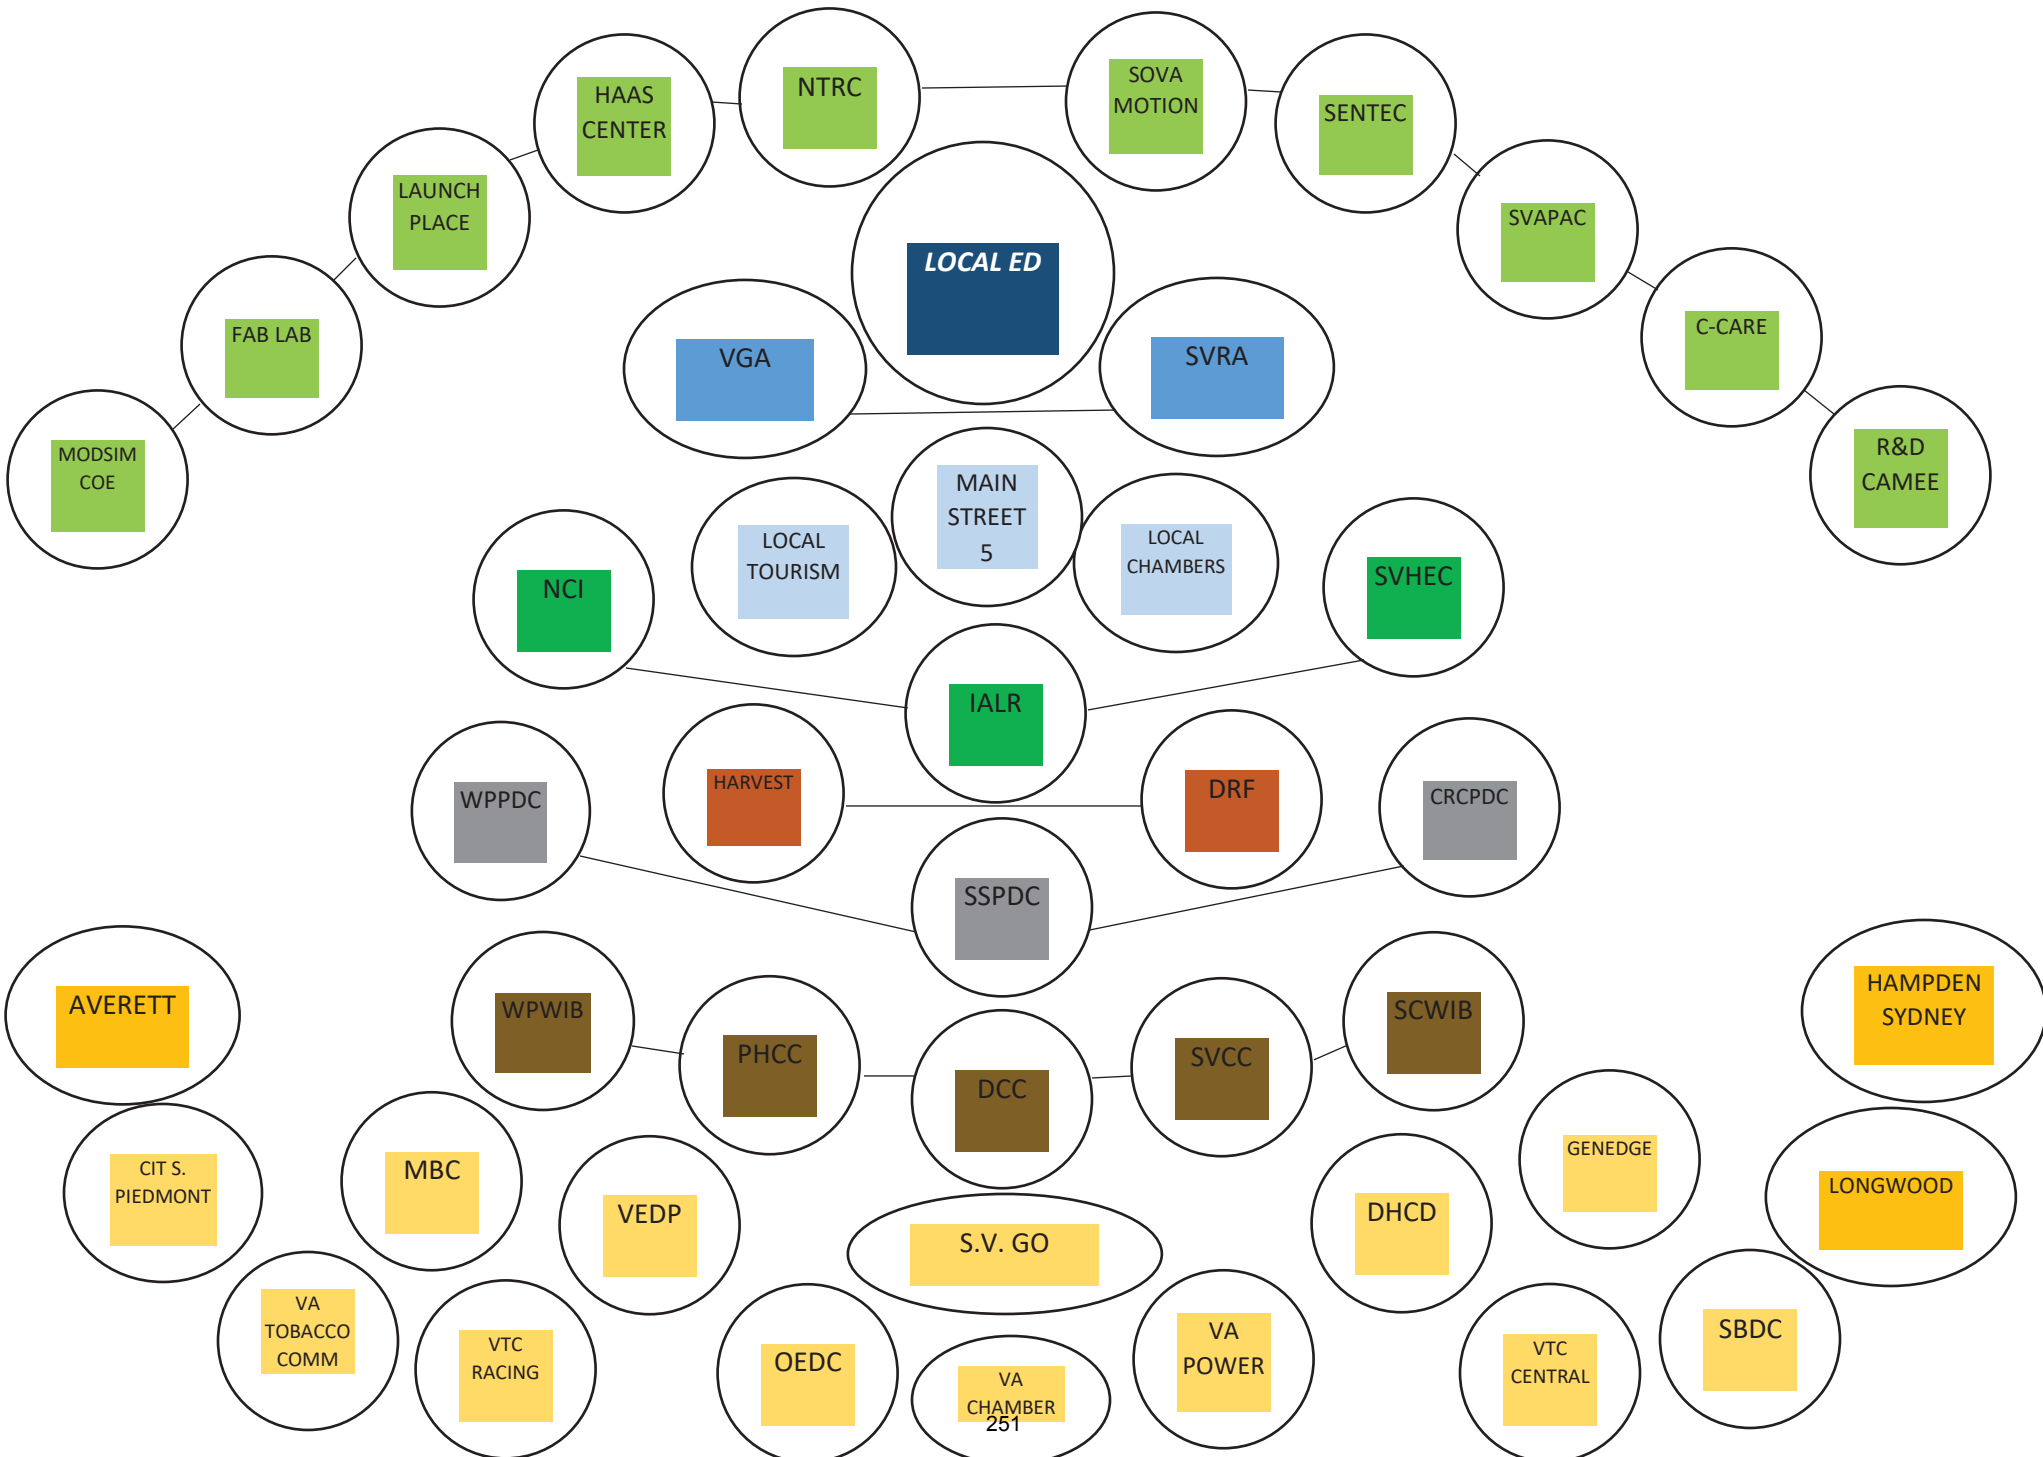 HAAS
CENTER
NTRC
SOVA
MOTION
SENTEC
LAUNCH
PLACE
SVAPAC
LOCAL ED
FAB LAB
C-CARE
VGA
SVRA
MODSIM
COE
R&D
CAMEE
MAIN
STREET
5
LOCAL
TOURISM
LOCAL
CHAMBERS
NCI
SVHEC
IALR
WPPDC
HARVEST
DRF
CRCPDC
SSPDC
AVERETT
WPWIB
PHCC
DCC
SVCC
SCWIB
HAMPDEN
SYDNEY
CIT S.
PIEDMONT
MBC
VEDP
S.V. GO
DHCD
GENEDGE
LONGWOOD
VA
TOBACCO
COMM
VTC
RACING
OEDC
VA
CHAMBER
VA
POWER
VTC
CENTRAL
SBDC
251